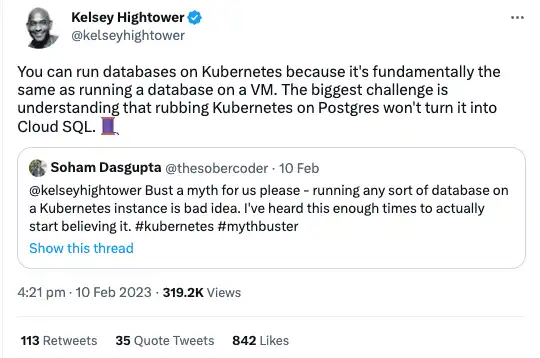 Kelsey Hightower
@kelseyhightower
You can run databases on Kubernetes because it's fundamentally the
same as running a database on a VM. The biggest challenge is
understanding that rubbing Kubernetes on Postgres won't turn it into
Cloud SQL. 🧵
Soham Dasgupta @thesobercoder · 10 Feb
@kelseyhightower Bust a myth for us please - running any sort of database on
a Kubernetes instance is bad idea. I've heard this enough times to actually
start believing it. #kubernetes #mythbuster
Show this thread
4:21 pm · 10 Feb 2023 · 319.2K Views
113 Retweets 35 Quote Tweets 842 Likes